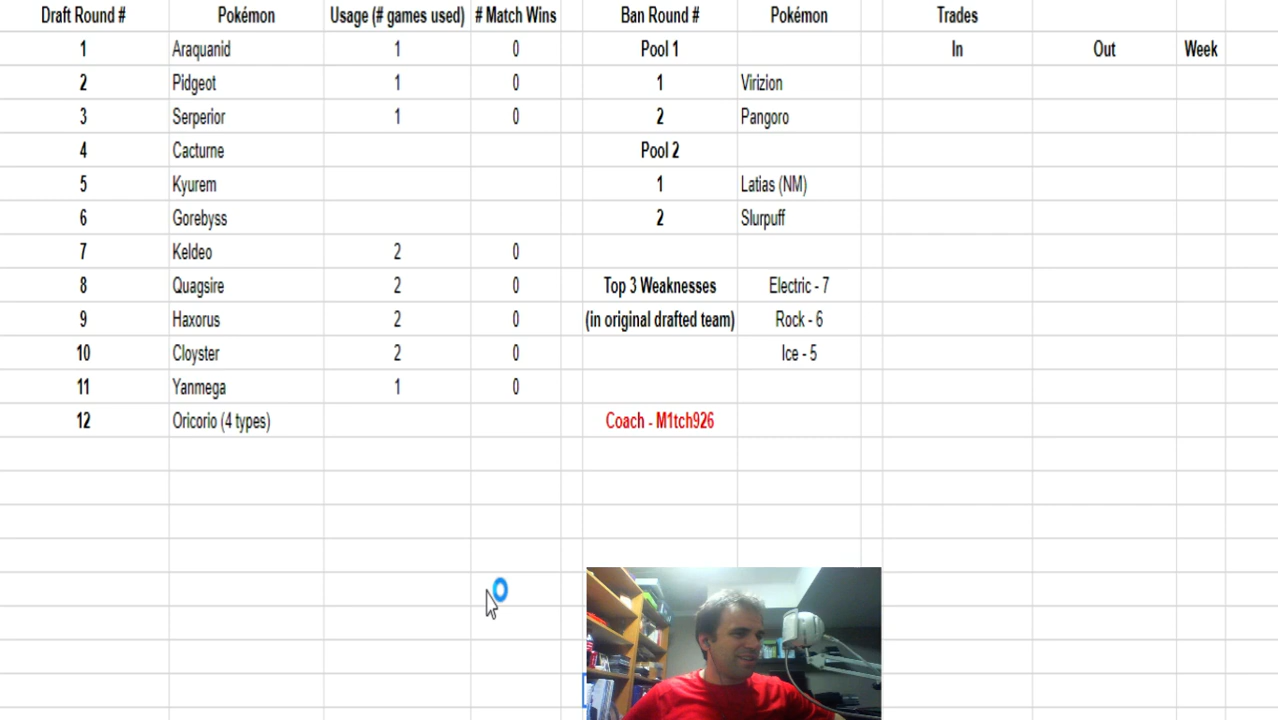 Draft Round # Pokémon Usage (# games used) # Match Wins Ban Round # Pokémon Trades
1 Araquanid 1 0 Pool 1 In Out Week
2 Pidgeot 1 0 1 Virizion
3 Serperior 1 0 2 Pangoro
4 Cacturne Pool 2
5 Kyurem 1 Latias (NM)
6 Gorebyss 2 Slurpuff
7 Keldeo 2 0
8 Quagsire 2 0 Top 3 Weaknesses Electric - 7
9 Haxorus 2 0 (in original drafted team) Rock - 6
10 Cloyster 2 0 Ice - 5
11 Yanmega 1 0
12 Oricorio (4 types) Coach - M1tch926